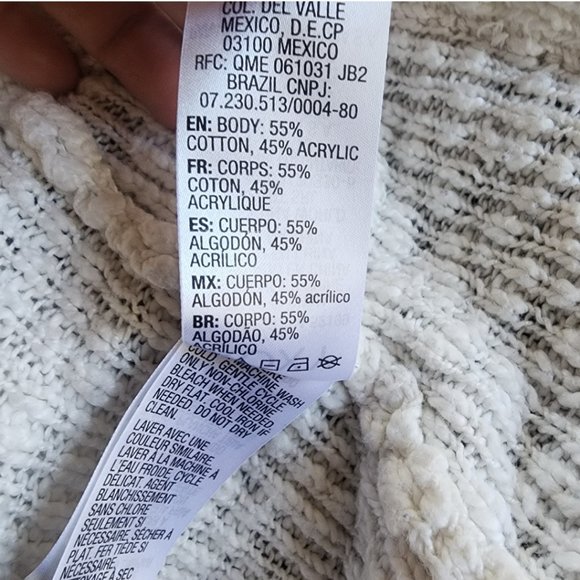 COL. DEL VALLE
MEXICO, D.E.CP
03100 MEXICO
RFC: QME 061031 JB2
BRAZIL CNPJ:
07.230.513/0004-80
EN: BODY: 55%
COTTON, 45% ACRYLIC
FR: CORPS: 55%
COTON, 45%
ACRYLIQUE
ES: CUERPO: 55%
ALGODÓN, 45%
ACRÍLICO
MX: CUERPO: 55%
ALGODÓN, 45% acrílico
BR: CORPO: 55%
ALGODÃO, 45%
ACRÍLICO
MACHINE WASH
COLD, GENTLE CYCLE
ONLY NON-CHLORINE
BLEACH WHEN NEEDED
DRY FLAT. COOL IRON IF
NEEDED. DO NOT DRY
CLEAN.
LAVER AVEC UNE
COULEUR SIMILAIRE
LAVER À LA MACHINE À
L'EAU FROIDE, CYCLE
DÉLICAT. AGENT
BLANCHISSEMENT
SANS CHLORE
SEULEMENT SI
NÉCESSAIRE. SÉCHER À
PLAT. FER TIÈDE SI
NÉCESSAIRE